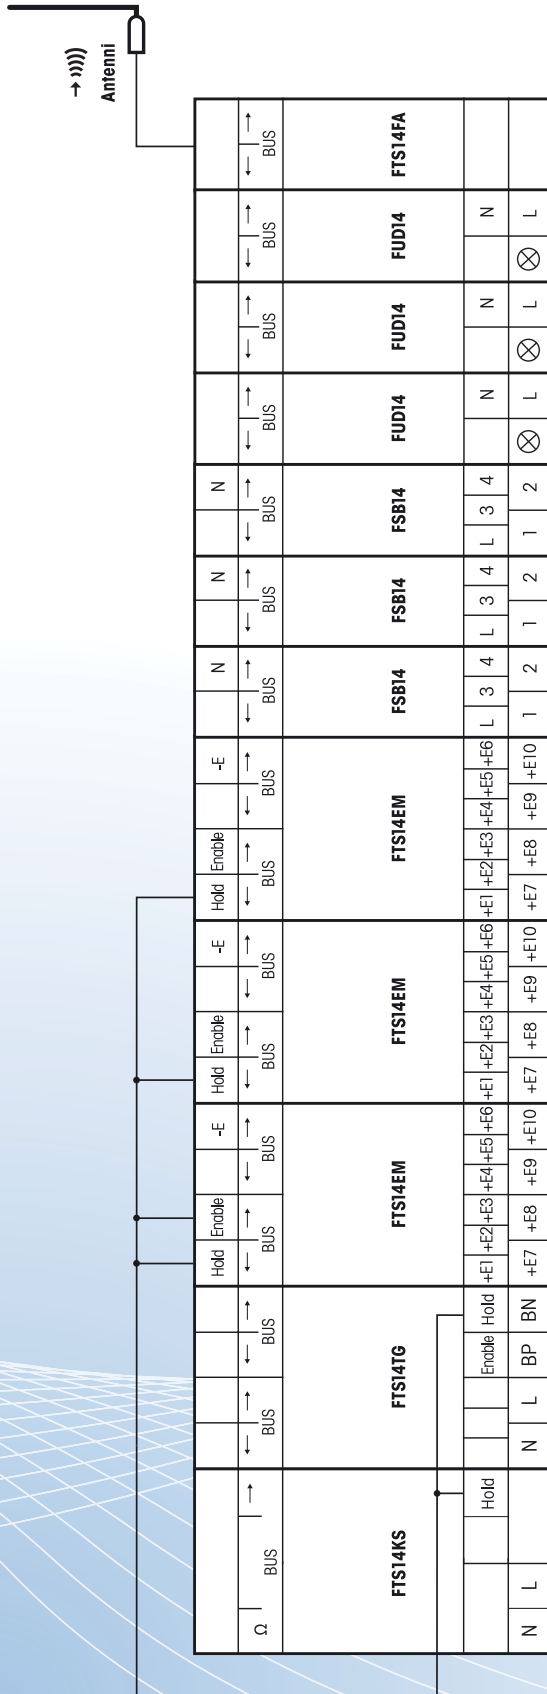 Antenni
Hold Enable -E Hold Enable -E Hold Enable -E N N N
Ω BUS BUS BUS BUS BUS BUS BUS BUS BUS BUS BUS BUS BUS BUS BUS BUS
FTS14KS FTS14TG FTS14EM FTS14EM FTS14EM FSB14 FSB14 FSB14 FUD14 FUD14 FUD14 FTS14FA
Hold Enable Hold +E1 +E2 +E3 +E4 +E5 +E6 +E1 +E2 +E3 +E4 +E5 +E6 +E1 +E2 +E3 +E4 +E5 +E6 L 3 4 L 3 4 L 3 4 N N N
N L N L BP BN +E7 +E8 +E9 +E10 +E7 +E8 +E9 +E10 +E7 +E8 +E9 +E10 1 2 1 2 1 2 L L L